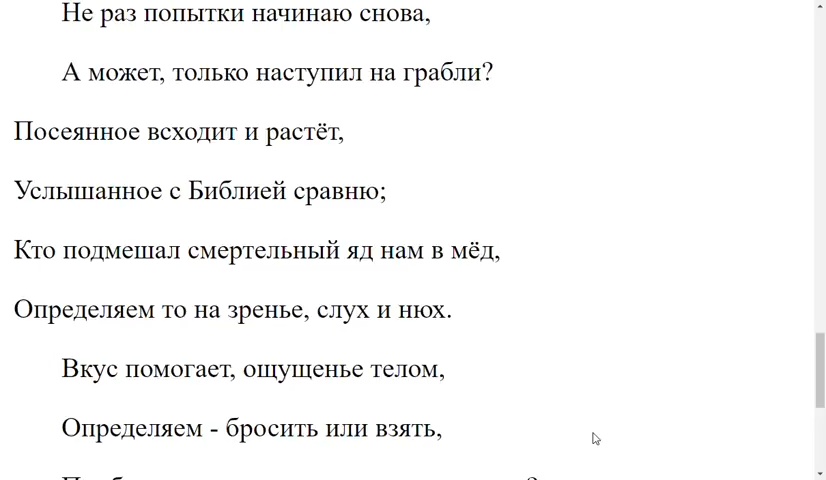 Не раз попытки начинаю снова,
А может, только наступил на грабли?
Посеянное всходит и растёт,
Услышанное с Библией сравню;
Кто подмешал смертельный яд нам в мёд,
Определяем то на зренье, слух и нюх.
Вкус помогает, ощущенье телом,
Определяем - бросить или взять,